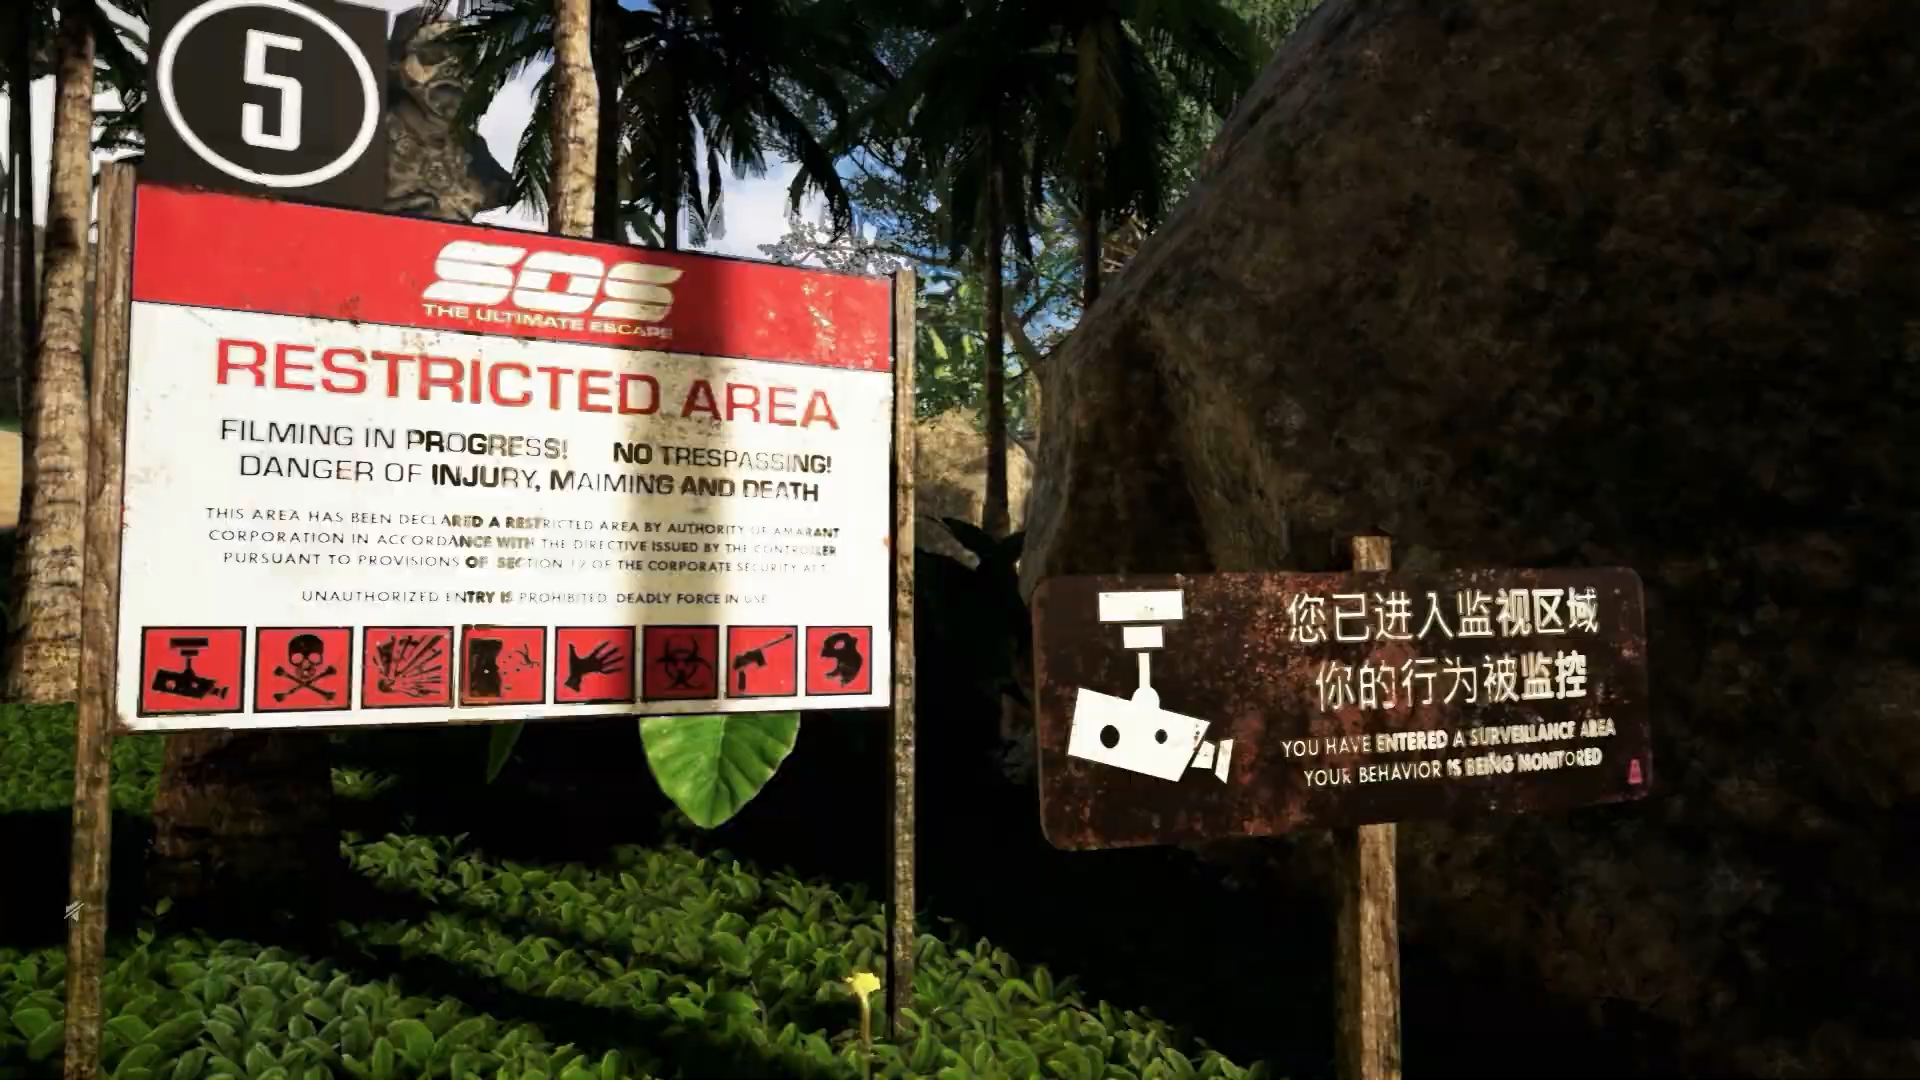 5
SOS
THE ULTIMATE ESCAPE
RESTRICTED AREA
FILMING IN PROGRESS! NO TRESPASSING!
DANGER OF INJURY, MAIMING AND DEATH
THIS AREA HAS BEEN DECLARED A RESTRICTED AREA BY AUTHORITY OF AMARANT
CORPORATION IN ACCORDANCE WITH THE DIRECTIVE ISSUED BY THE CONTROLLER
PURSUANT TO PROVISIONS OF SECTION 12 OF THE CORPORATE SECURITY ACT
UNAUTHORIZED ENTRY IS PROHIBITED. DEADLY FORCE IN USE
您已进入监视区域
你的行为被监控
YOU HAVE ENTERED A SURVEILLANCE AREA
YOUR BEHAVIOR IS BEING MONITORED